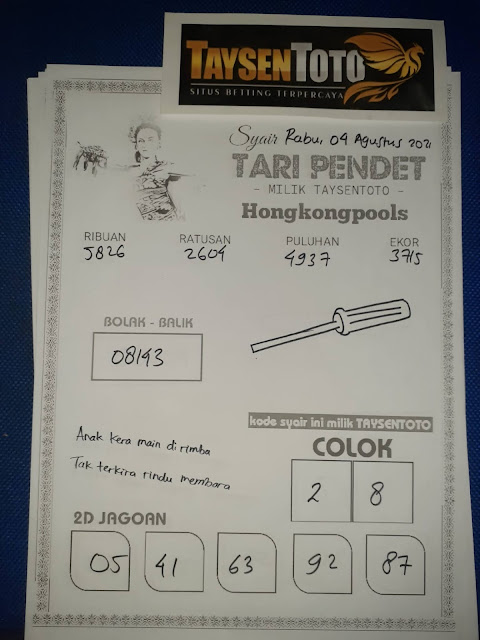 TAYSENTOTO
SITUS BETTING TERPERCAYA
Syair Rabu, 04 Agustus 2021
TARI PENDET
- MILIK TAYSENTOTO -
Hongkongpools
RIBUAN RATUSAN PULUHAN EKOR
5826 2604 4937 3715
BOLAK - BALIK
08143
kode syair ini milik TAYSENTOTO
Anak kera main di rimba
Tak terkira rindu membara
COLOK
2 8
2D JAGOAN
05 41 63 92 87